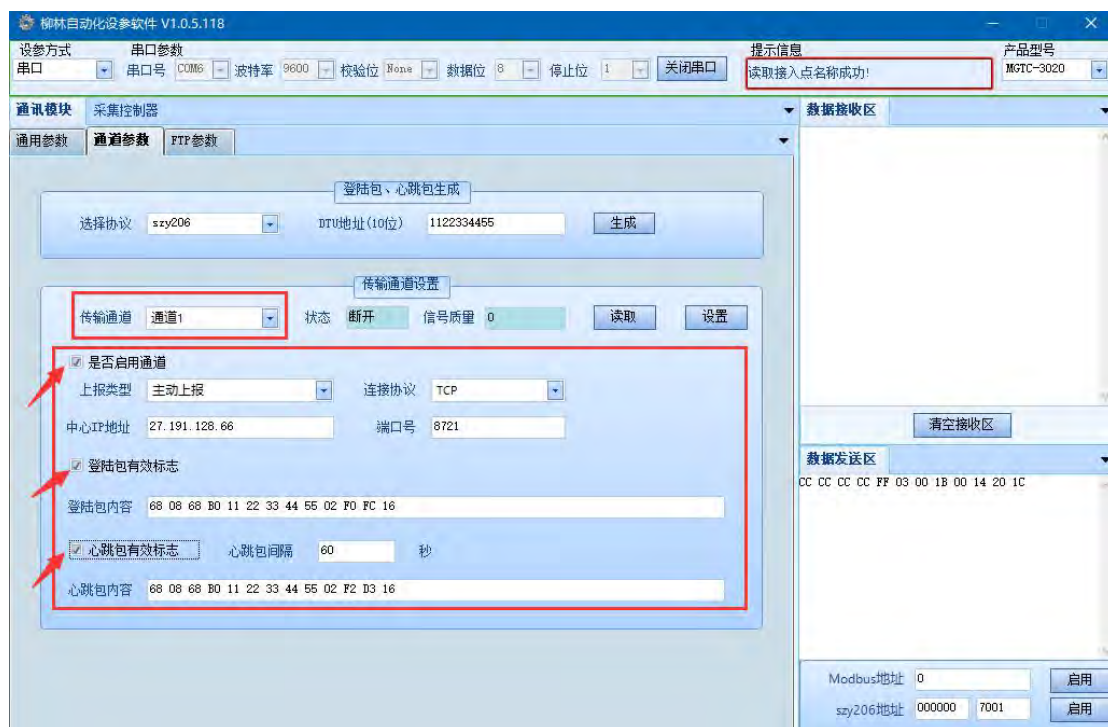 柳林自动化设参软件 V1.0.5.118
设参方式 串口参数 提示信息 产品型号
串口 串口号 COM6 波特率 9600 校验位 None 数据位 8 停止位 1 关闭串口 读取接入点名称成功! MGTC-3020
通讯模块 采集控制器 数据接收区
通用参数 通道参数 FTP参数
登陆包、心跳包生成
选择协议 szy206 DTU地址(10位) 1122334455 生成
传输通道设置
传输通道 通道1 状态 断开 信号质量 0 读取 设置
是否启用通道
上报类型 主动上报 连接协议 TCP
中心IP地址 27.191.128.66 端口号 8721
清空接收区
登陆包有效标志
数据发送区
CC CC CC CC FF 03 00 1B 00 14 20 1C
登陆包内容 68 08 68 B0 11 22 33 44 55 02 F0 FC 16
心跳包有效标志 心跳包间隔 60 秒
心跳包内容 68 08 68 B0 11 22 33 44 55 02 F2 D3 16
Modbus地址 0 启用
szy206地址 000000 7001 启用